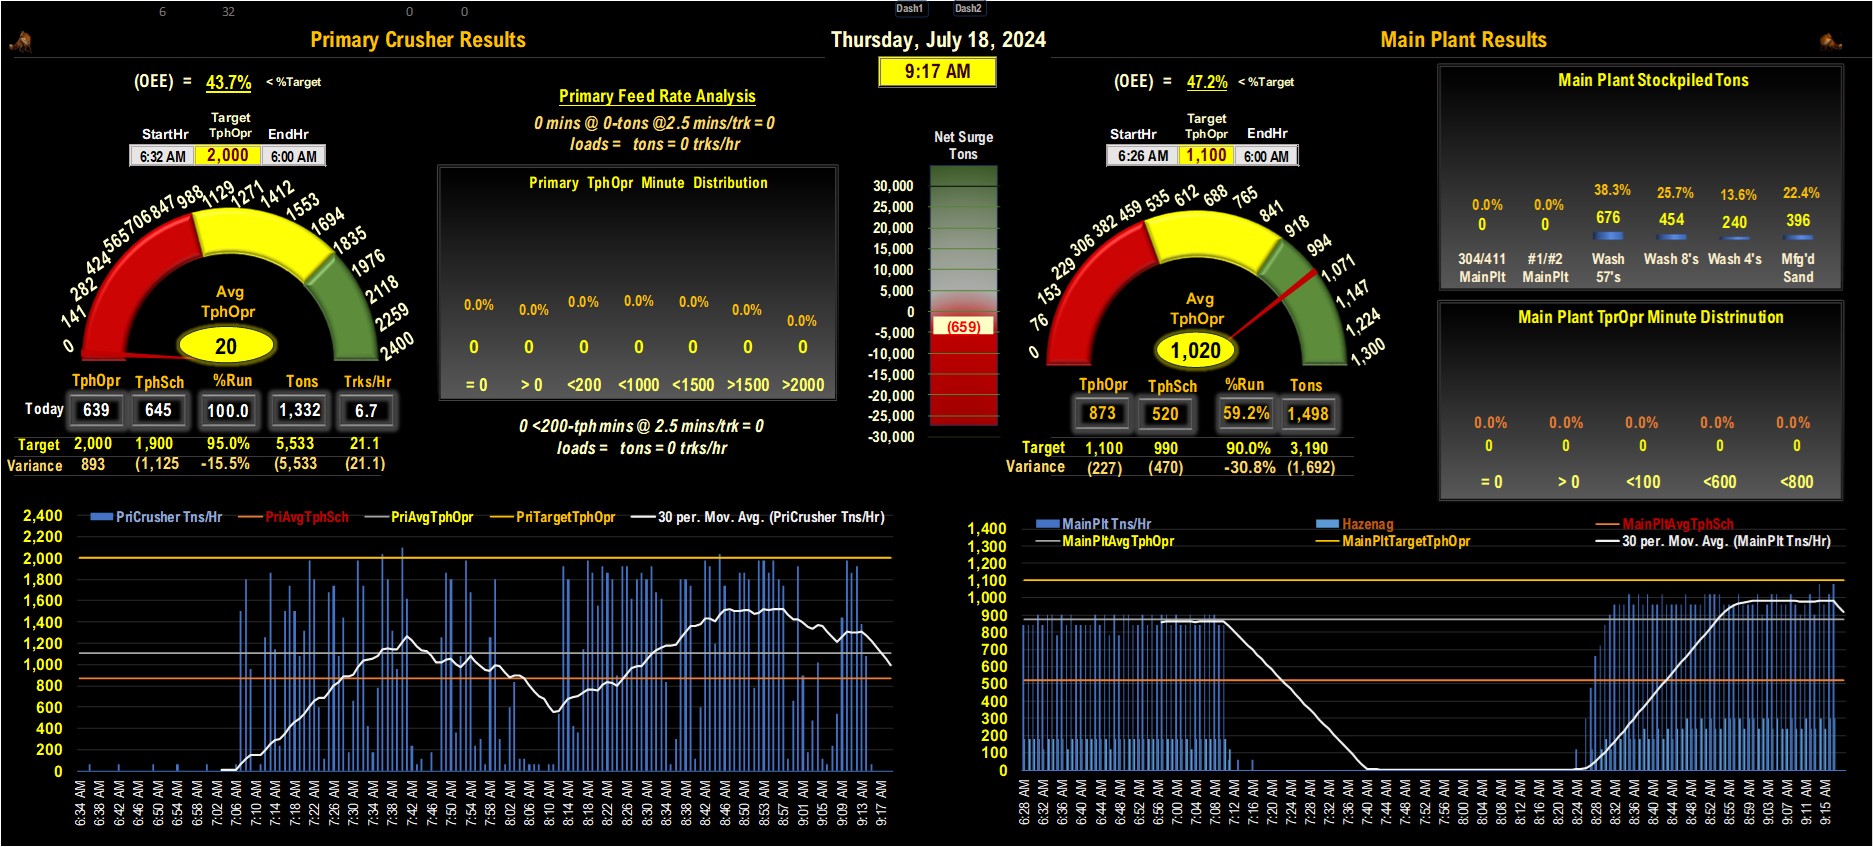 6 32 0 0 Dash1 Dash2
Primary Crusher Results
Thursday, July 18, 2024
9:17 AM
Main Plant Results
(OEE) = 43.7% < %Target
StartHr Target TphOpr EndHr
6:32 AM 2,000 6:00 AM
0 141 282 424 565 706 847 988 1129 1271 1412 1553 1694 1835 1976 2118 2259 2400
Avg
TphOpr
20
TphOpr TphSch %Run Tons Trks/Hr
Today 639 645 100.0 1,332 6.7
Target 2,000 1,900 95.0% 5,533 21.1
Variance 893 (1,125 -15.5% (5,533 (21.1)
Primary Feed Rate Analysis
0 mins @ 0-tons @2.5 mins/trk = 0
loads = tons = 0 trks/hr
Primary TphOpr Minute Distribution
0.0% 0.0% 0.0% 0.0% 0.0% 0.0% 0.0%
0 0 0 0 0 0 0
= 0 > 0 <200 <1000 <1500 >1500 >2000
0 <200-tph mins @ 2.5 mins/trk = 0
loads = tons = 0 trks/hr
Net Surge
Tons
30,000
25,000
20,000
15,000
10,000
5,000
0
-5,000
-10,000
-15,000
-20,000
-25,000
-30,000
(659)
(OEE) = 47.2% < %Target
StartHr Target TphOpr EndHr
6:26 AM 1,100 6:00 AM
0 76 153 229 306 382 459 535 612 688 765 841 918 994 1,071 1,147 1,224 1,300
Avg
TphOpr
1,020
TphOpr TphSch %Run Tons
873 520 59.2% 1,498
Target 1,100 990 90.0% 3,190
Variance (227) (470) -30.8% (1,692)
Main Plant Stockpiled Tons
0.0% 0.0% 38.3% 25.7% 13.6% 22.4%
0 0 676 454 240 396
304/411 #1/#2 Wash Wash 8's Wash 4's Mfg'd
MainPlt MainPlt 57's Sand
Main Plant TprOpr Minute Distrinution
0.0% 0.0% 0.0% 0.0% 0.0%
0 0 0 0 0
= 0 > 0 <100 <600 <800
PriCrusher Tns/Hr PriAvgTphSch PriAvgTphOpr PriTargetTphOpr 30 per. Mov. Avg. (PriCrusher Tns/Hr)
2,400
2,200
2,000
1,800
1,600
1,400
1,200
1,000
800
600
400
200
0
6:34 AM 6:38 AM 6:42 AM 6:46 AM 6:50 AM 6:54 AM 6:58 AM 7:02 AM 7:06 AM 7:10 AM 7:14 AM 7:18 AM 7:22 AM 7:26 AM 7:30 AM 7:34 AM 7:38 AM 7:42 AM 7:46 AM 7:50 AM 7:54 AM 7:58 AM 8:02 AM 8:06 AM 8:10 AM 8:14 AM 8:18 AM 8:22 AM 8:26 AM 8:30 AM 8:34 AM 8:38 AM 8:42 AM 8:46 AM 8:50 AM 8:53 AM 8:57 AM 9:01 AM 9:05 AM 9:09 AM 9:13 AM 9:17 AM
MainPlt Tns/Hr Hazenag MainPltAvgTphSch
MainPltAvgTphOpr MainPltTargetTphOpr 30 per. Mov. Avg. (MainPlt Tns/Hr)
1,400
1,300
1,200
1,100
1,000
900
800
700
600
500
400
300
200
100
0
6:28 AM 6:32 AM 6:36 AM 6:40 AM 6:44 AM 6:48 AM 6:52 AM 6:56 AM 7:00 AM 7:04 AM 7:08 AM 7:12 AM 7:16 AM 7:20 AM 7:24 AM 7:28 AM 7:32 AM 7:36 AM 7:40 AM 7:44 AM 7:48 AM 7:52 AM 7:56 AM 8:00 AM 8:04 AM 8:08 AM 8:12 AM 8:16 AM 8:20 AM 8:24 AM 8:28 AM 8:32 AM 8:36 AM 8:40 AM 8:44 AM 8:48 AM 8:52 AM 8:55 AM 8:59 AM 9:03 AM 9:07 AM 9:11 AM 9:15 AM